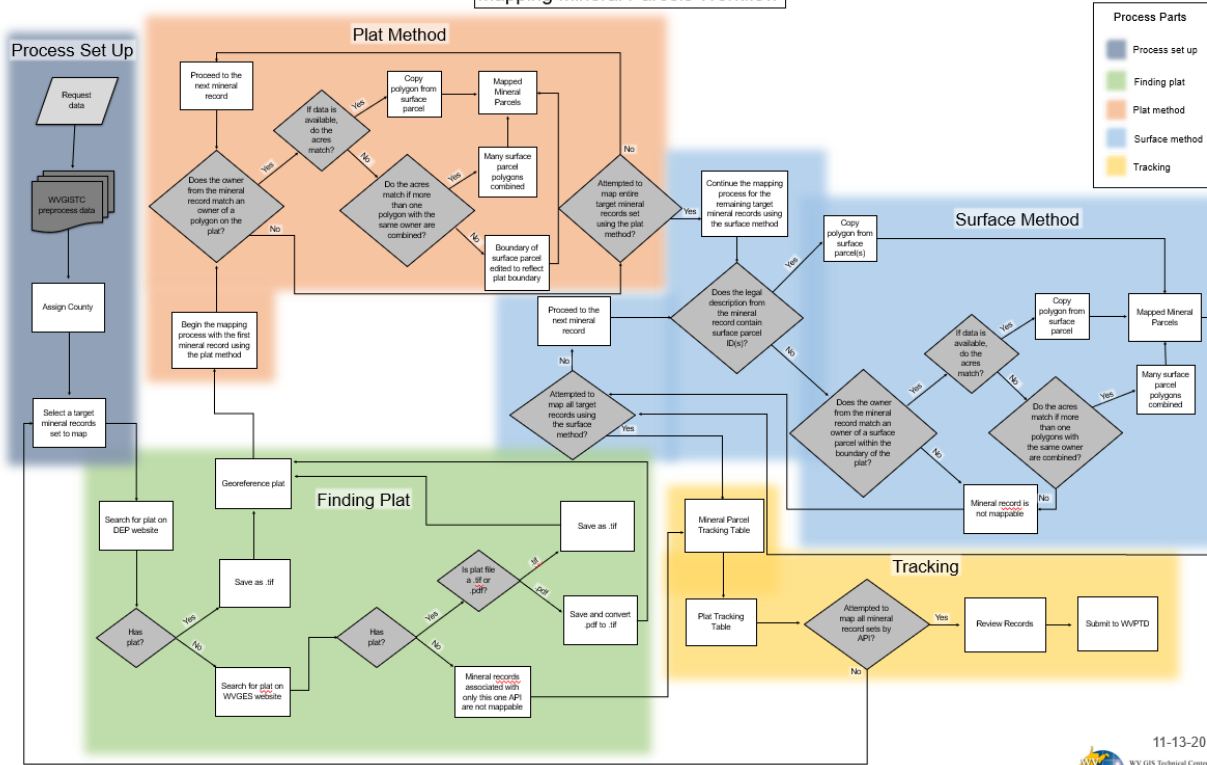 Mapping Mineral Parcels Workflow
Process Parts
Process set up
Finding plat
Plat method
Surface method
Tracking
Process Set Up
Request
data
WVGISTC
preprocess data
Assign County
Select a target
mineral records
set to map
Plat Method
Proceed to the
next mineral
record
Does the owner
from the mineral
record match an
owner of a
polygon on the
plat?
Yes
No
If data is
available,
do the
acres
match?
Yes
No
Copy
polygon from
surface
parcel
Mapped
Mineral
Parcels
Do the acres
match if more
than one
polygon with the
same owner are
combined?
Yes
No
Many surface
parcel
polygons
combined
Boundary of
surface parcel
edited to reflect
plat boundary
Attempted to
map entire
target mineral
records set
using the plat
method?
No
Yes
Begin the mapping
process with the first
mineral record using
the plat method
Continue the mapping
process for the
remaining target
mineral records using
the surface method
Surface Method
Does the legal
description from
the mineral
record contain
surface parcel
ID(s)?
Yes
No
Copy
polygon from
surface
parcel(s)
Proceed to the
next mineral
record
No
Attempted to
map all target
records using
the surface
method?
Yes
Does the owner
from the mineral
record match an
owner of a surface
parcel within the
boundary of the
plat?
Yes
No
If data is
available,
do the
acres
match?
Yes
No
Copy
polygon from
surface
parcel
Mapped Mineral
Parcels
Do the acres
match if more
than one
polygons with
the same owner
are combined?
Yes
No
Many surface
parcel
polygons
combined
Mineral record is
not mappable
Finding Plat
Georeference plat
Search for plat on
DEP website
Save as .tif
Has
plat?
Yes
No
Search for plat on
WVGES website
Has
plat?
Yes
No
Is plat file
a .tif or
.pdf?
.tif
.pdf
Save as .tif
Save and convert
.pdf to .tif
Mineral records
associated with
only this one API
are not mappable
Tracking
Mineral Parcel
Tracking Table
Plat Tracking
Table
Attempted to
map all mineral
record sets by
API?
Yes
No
Review Records
Submit to WVPTD
11-13-20
WV GIS Technical Center